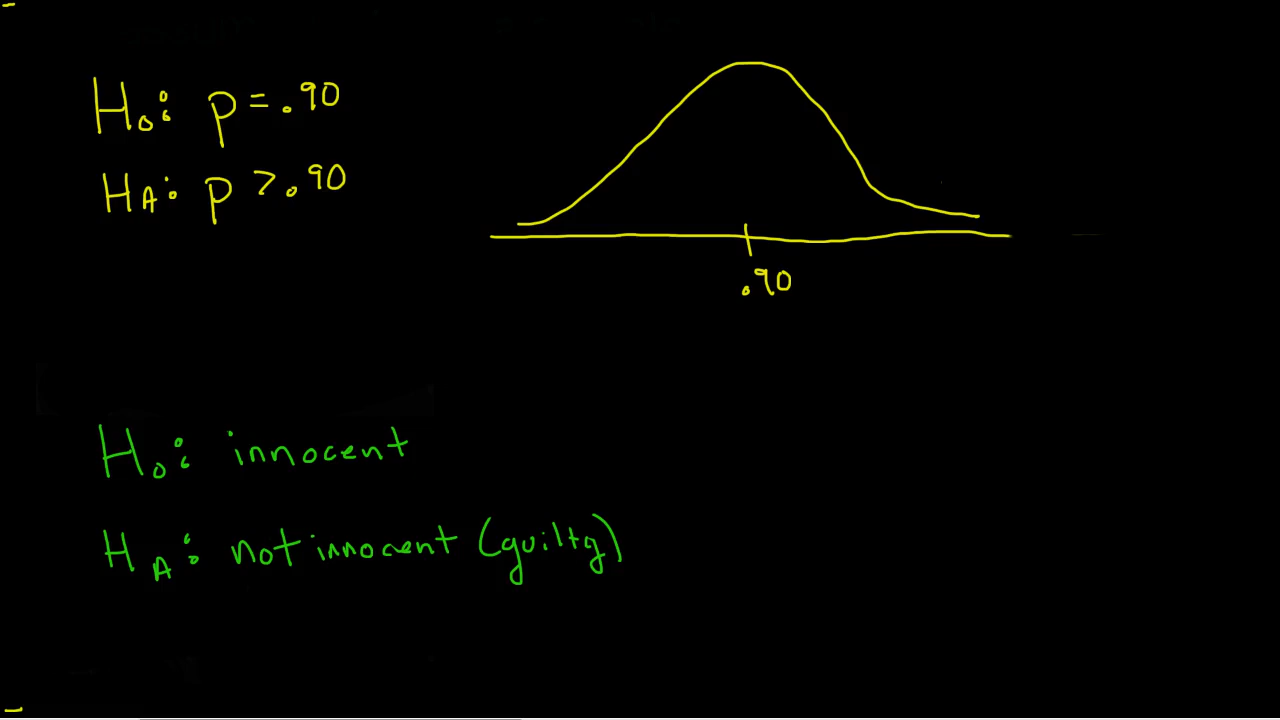 H₀: p = .90
Hₐ: p > .90
.90
H₀: innocent
Hₐ: not innocent (guilty)